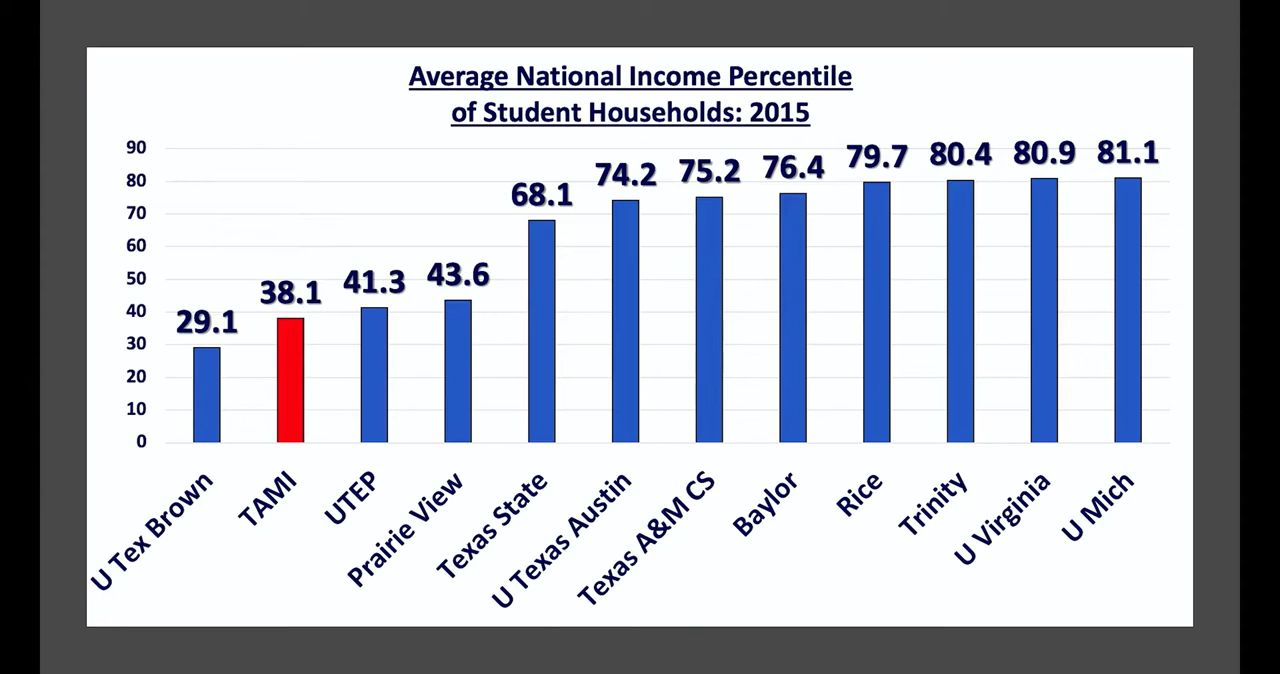 Average National Income Percentile
of Student Households: 2015
90
80
70
60
50
40
30
20
10
0
29.1
38.1
41.3
43.6
68.1
74.2
75.2
76.4
79.7
80.4
80.9
81.1
U Tex Brown
TAMI
UTEP
Prairie View
Texas State
U Texas Austin
Texas A&M CS
Baylor
Rice
Trinity
U Virginia
U Mich